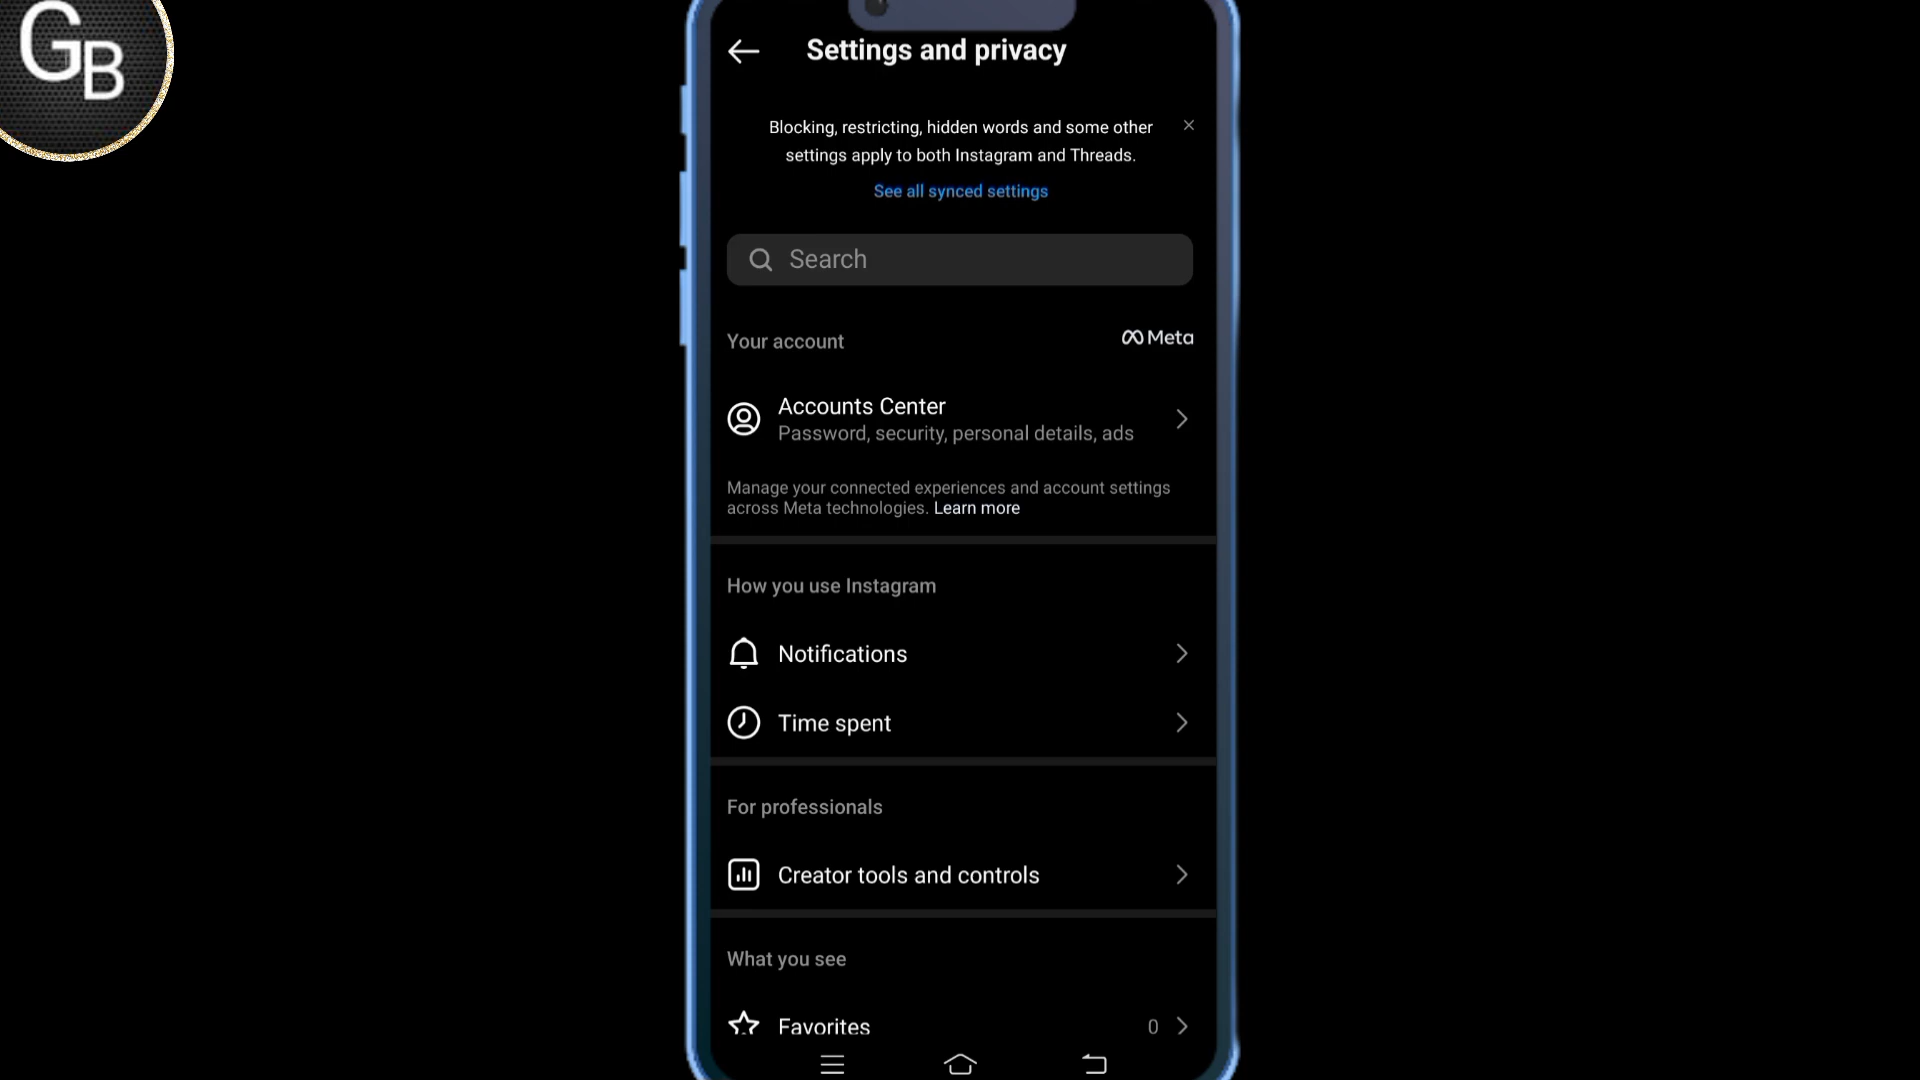 GB
Settings and privacy
Blocking, restricting, hidden words and some other
settings apply to both Instagram and Threads.
See all synced settings
Search
Your account
Meta
Accounts Center
Password, security, personal details, ads
Manage your connected experiences and account settings
across Meta technologies. Learn more
How you use Instagram
Notifications
Time spent
For professionals
Creator tools and controls
What you see
Favorites 0